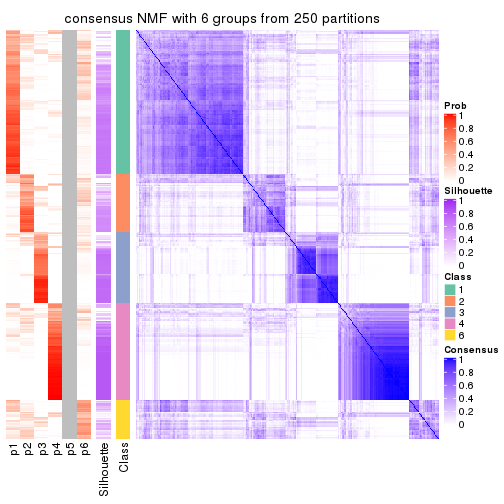 consensus NMF with 6 groups from 250 partitions
Prob
1
0.8
0.6
0.4
0.2
0
Silhouette
1
0.8
0.6
0.4
0.2
0
Class
1
2
3
4
6
Consensus
1
0.8
0.6
0.4
0.2
0
p1
p2
p3
p4
p5
p6
Silhouette
Class